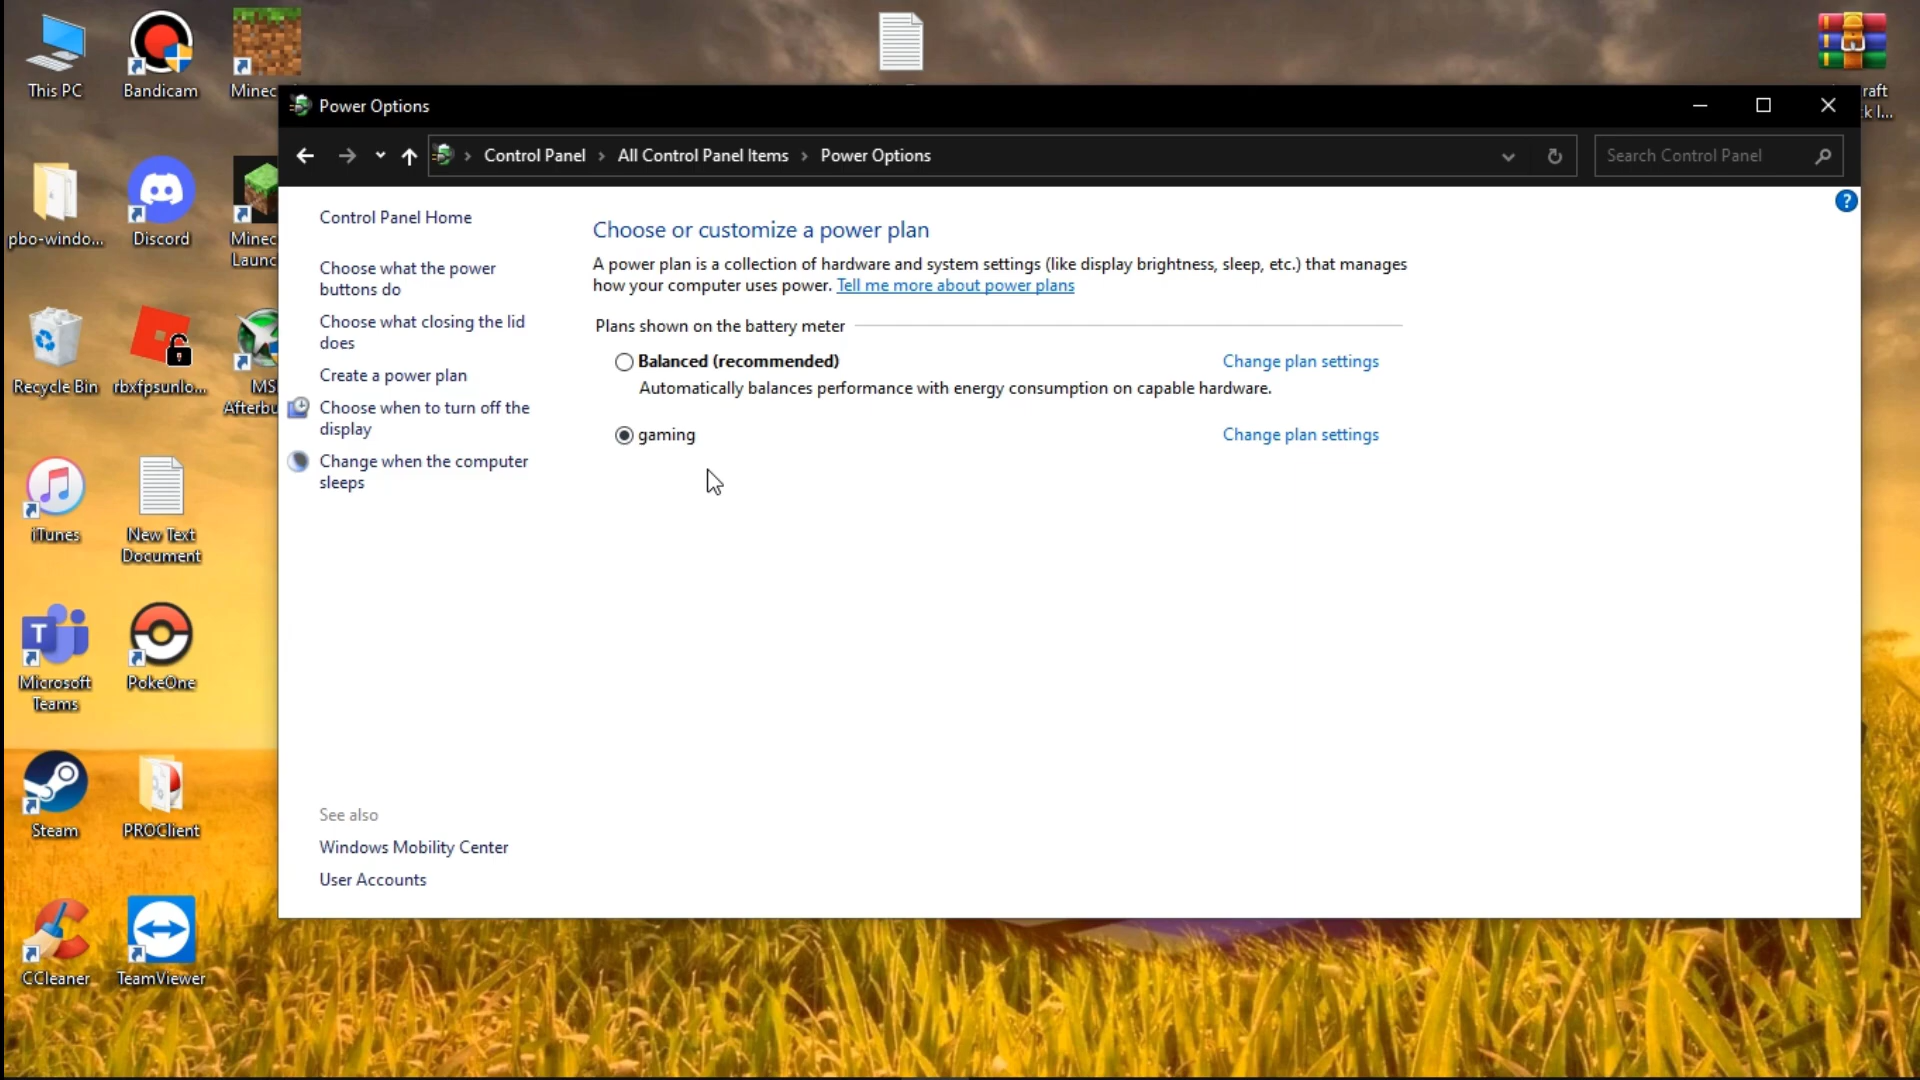 This PC
Bandicam
Minec
raft
k I...
Power Options
Control Panel
All Control Panel Items
Power Options
Search Control Panel
pbo-windo...
Discord
Minec
Launc
Control Panel Home
Choose what the power
buttons do
Choose what closing the lid
does
Create a power plan
Choose when to turn off the
display
Change when the computer
sleeps
Choose or customize a power plan
A power plan is a collection of hardware and system settings (like display brightness, sleep, etc.) that manages
how your computer uses power. Tell me more about power plans
Plans shown on the battery meter
Balanced (recommended)
Change plan settings
Automatically balances performance with energy consumption on capable hardware.
gaming
Change plan settings
Recycle Bin
rbxfpsunlo...
MSI
Afterbu
iTunes
New Text
Document
T
Microsoft
Teams
PokeOne
Steam
PROClient
See also
Windows Mobility Center
User Accounts
CCleaner
TeamViewer
?